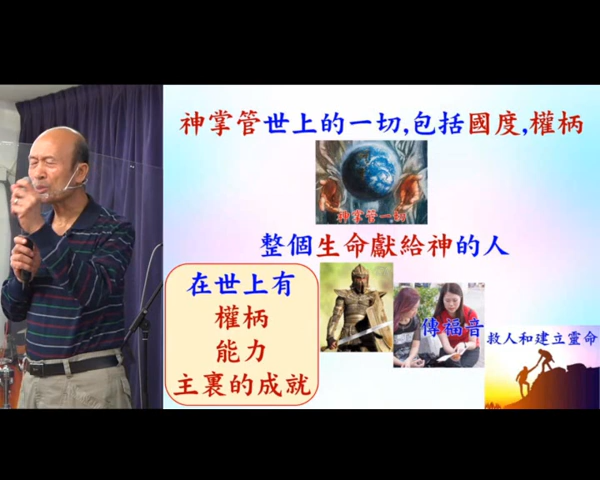 神掌管世上的一切,包括國度,權柄
神掌管一切
整個生命獻給神的人
在世上有
權柄
能力
主裏的成就
傳福音
救人和建立靈命